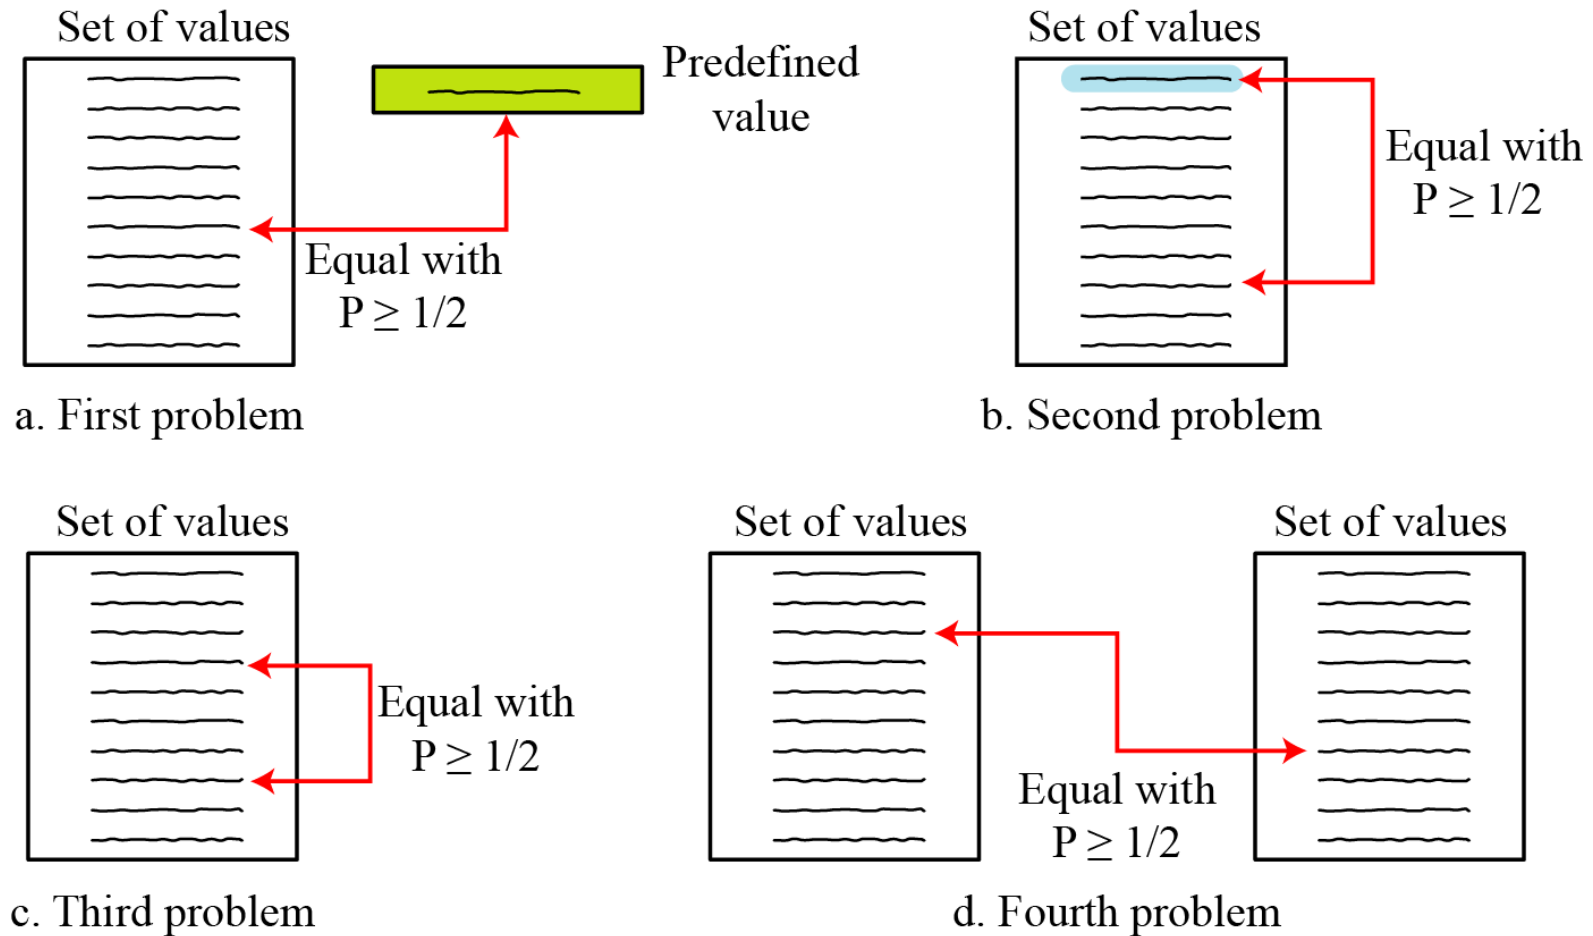 Set of values
Predefined
value
Equal with
P ≥ 1/2
a. First problem
Set of values
Equal with
P ≥ 1/2
b. Second problem
Set of values
Equal with
P ≥ 1/2
c. Third problem
Set of values
Set of values
Equal with
P ≥ 1/2
d. Fourth problem